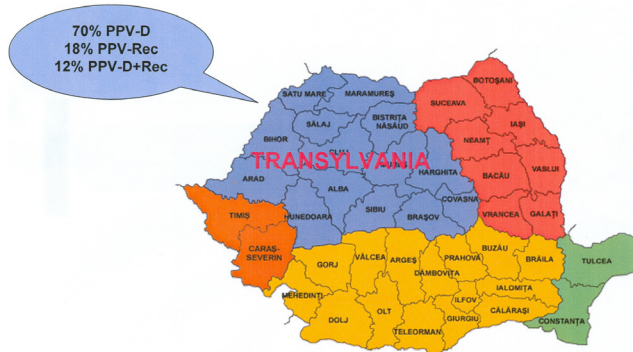 70% PPV-D
18% PPV-Rec
12% PPV-D+Rec
BOTOŞANI
SATU MARE
MARAMUREŞ
SUCEAVA
SĂLAJ
BISTRIŢA
NĂSĂUD
IAŞI
BIHOR
NEAMŢ
TRANSYLVANIA
ARAD
HARGHITA
BACĂU
VASLUI
ALBA
COVASNA
TIMIŞ
HUNEDOARA
SIBIU
BRAŞOV
VRANCEA
GALAŢI
CARAŞ-
SEVERIN
GORJ
VÂLCEA
ARGEŞ
PRAHOVA
BUZĂU
BRĂILA
TULCEA
DÂMBOVIŢA
MEHEDINŢI
OLT
ILFOV
IALOMIŢA
DOLJ
TELEORMAN
GIURGIU
CĂLĂRAŞI
CONSTANŢA